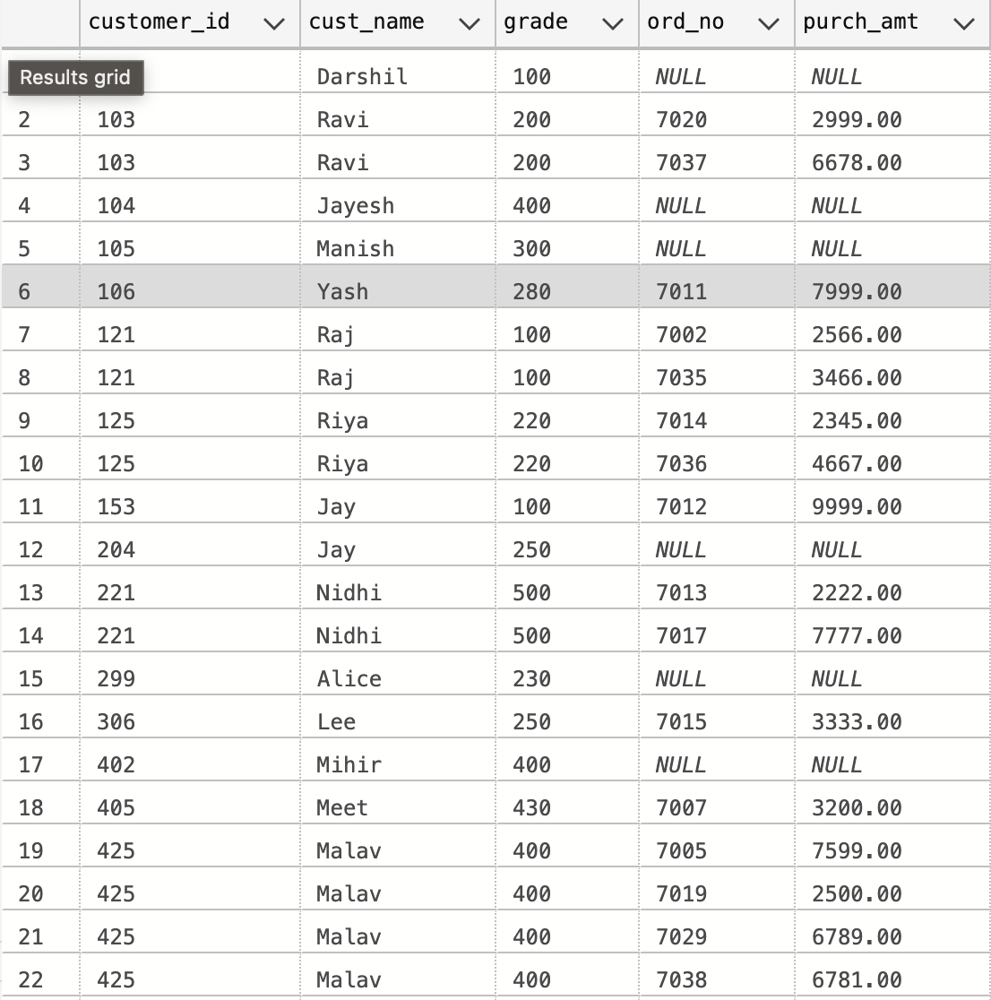 customer_id cust_name grade ord_no purch_amt
Results grid Darshil 100 NULL NULL
2 103 Ravi 200 7020 2999.00
3 103 Ravi 200 7037 6678.00
4 104 Jayesh 400 NULL NULL
5 105 Manish 300 NULL NULL
6 106 Yash 280 7011 7999.00
7 121 Raj 100 7002 2566.00
8 121 Raj 100 7035 3466.00
9 125 Riya 220 7014 2345.00
10 125 Riya 220 7036 4667.00
11 153 Jay 100 7012 9999.00
12 204 Jay 250 NULL NULL
13 221 Nidhi 500 7013 2222.00
14 221 Nidhi 500 7017 7777.00
15 299 Alice 230 NULL NULL
16 306 Lee 250 7015 3333.00
17 402 Mihir 400 NULL NULL
18 405 Meet 430 7007 3200.00
19 425 Malav 400 7005 7599.00
20 425 Malav 400 7019 2500.00
21 425 Malav 400 7029 6789.00
22 425 Malav 400 7038 6781.00